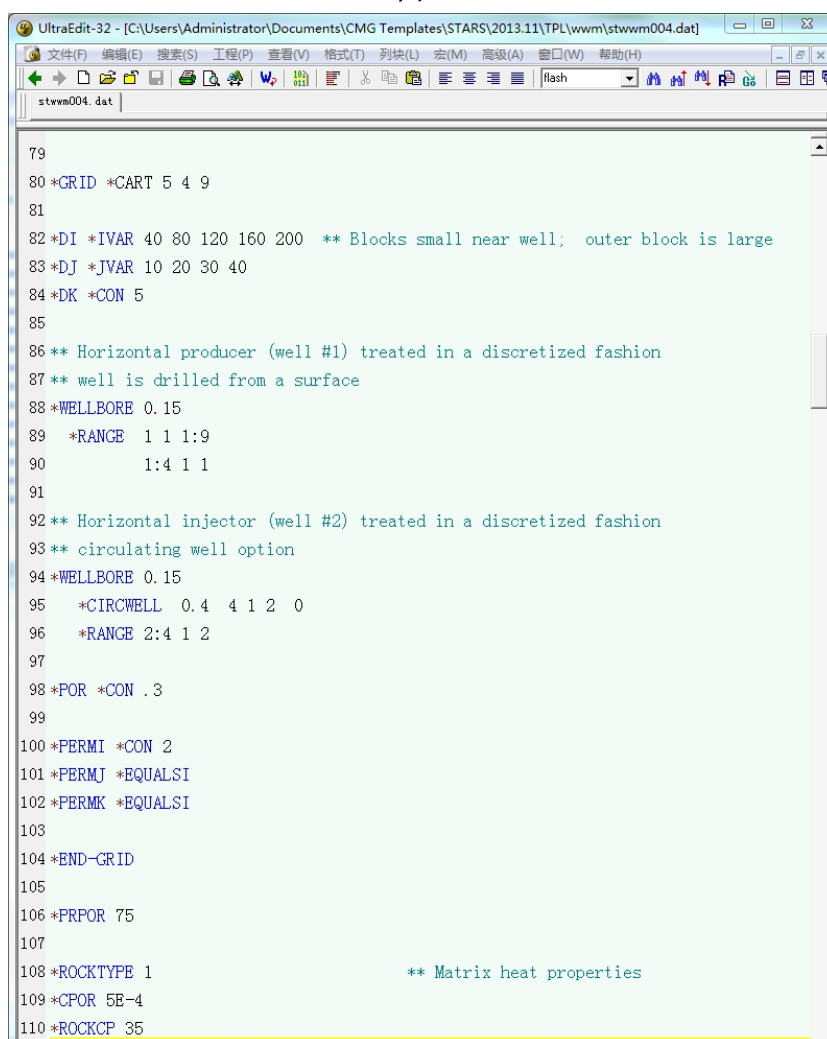 UltraEdit-32 - [C:\Users\Administrator\Documents\CMG Templates\STARS\2013.11\TPL\wwm\stwwm004.dat]
文件(F) 编辑(E) 搜索(S) 工程(P) 查看(V) 格式(T) 列块(L) 宏(M) 高级(A) 窗口(W) 帮助(H)
flash
stwwm004.dat
79
80 *GRID *CART 5 4 9
81
82 *DI *IVAR 40 80 120 160 200  ** Blocks small near well;  outer block is large
83 *DJ *JVAR 10 20 30 40
84 *DK *CON 5
85
86 ** Horizontal producer (well #1) treated in a discretized fashion
87 ** well is drilled from a surface
88 *WELLBORE 0.15
89   *RANGE  1 1 1:9
90           1:4 1 1
91
92 ** Horizontal injector (well #2) treated in a discretized fashion
93 ** circulating well option
94 *WELLBORE 0.15
95    *CIRCWELL  0.4  4 1 2  0
96    *RANGE 2:4 1 2
97
98 *POR *CON .3
99
100 *PERMI *CON 2
101 *PERMJ *EQUALSI
102 *PERMK *EQUALSI
103
104 *END-GRID
105
106 *PRPOR 75
107
108 *ROCKTYPE 1                              ** Matrix heat properties
109 *CPOR 5E-4
110 *ROCKCP 35